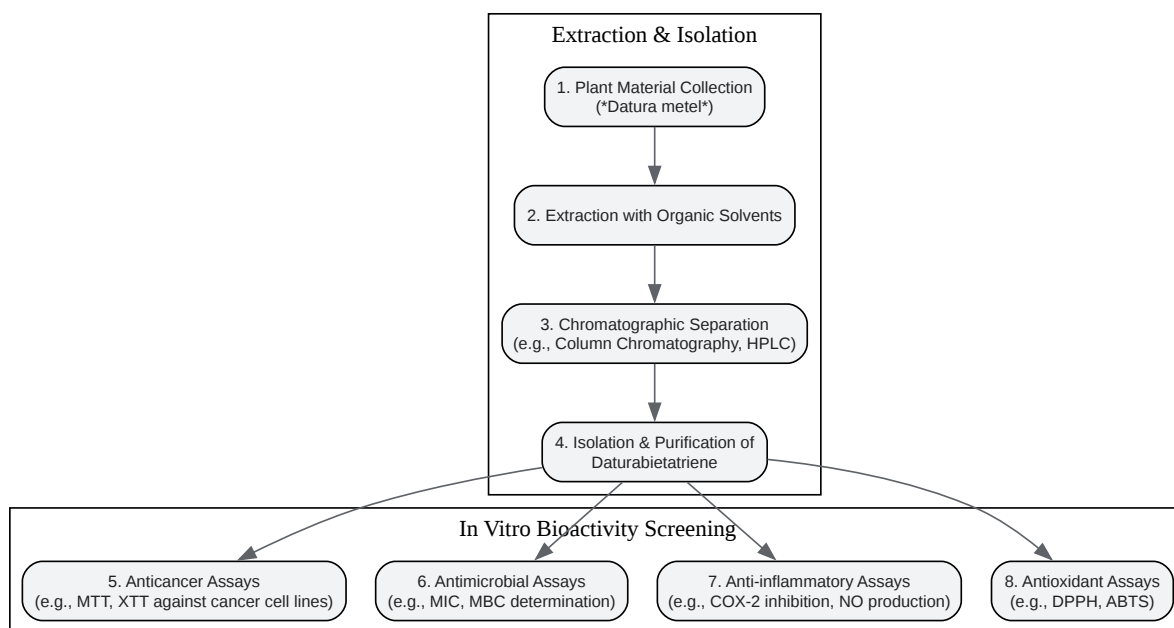 Extraction & Isolation
1. Plant Material Collection
(*Datura metel*)
2. Extraction with Organic Solvents
3. Chromatographic Separation
(e.g., Column Chromatography, HPLC)
4. Isolation & Purification of
Daturabietatriene
In Vitro Bioactivity Screening
5. Anticancer Assays
(e.g., MTT, XTT against cancer cell lines)
6. Antimicrobial Assays
(e.g., MIC, MBC determination)
7. Anti-inflammatory Assays
(e.g., COX-2 inhibition, NO production)
8. Antioxidant Assays
(e.g., DPPH, ABTS)